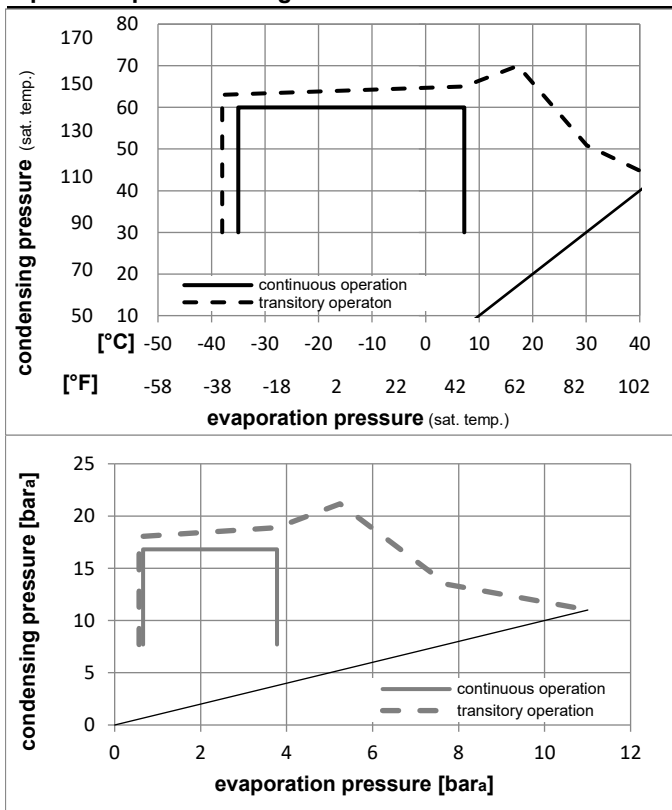 condensing pressure (sat. temp.)
170 80
70
150 60
130 50
110 40
90 30
70 20
50 10
continuous operation
transitory operaton
[°C] -50 -40 -30 -20 -10 0 10 20 30 40
[°F] -58 -38 -18 2 22 42 62 82 102
evaporation pressure (sat. temp.)
condensing pressure [bara]
25
20
15
10
5
0
continuous operation
transitory operation
0 2 4 6 8 10 12
evaporation pressure [bara]